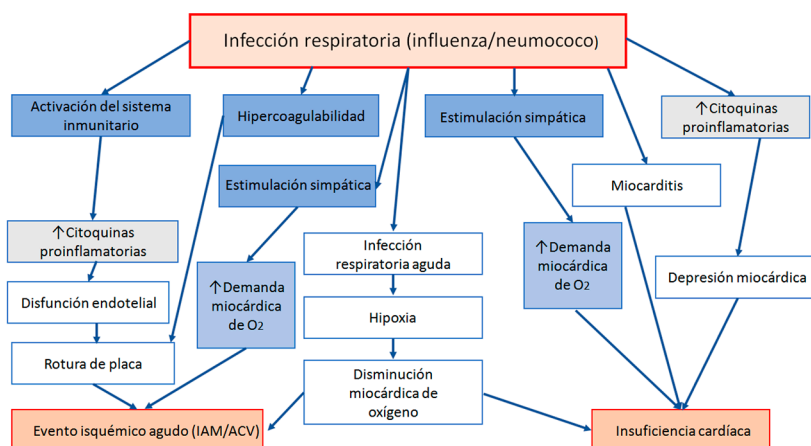 Infección respiratoria (influenza/neumococo)
Activación del sistema
inmunitario
Hipercoagulabilidad
Estimulación simpática
↑Citoquinas
proinflamatorias
Estimulación simpática
Miocarditis
↑Citoquinas
proinflamatorias
Infección
respiratoria aguda
↑Demanda
miocárdica
de O2
Depresión miocárdica
Disfunción endotelial
↑Demanda
miocárdica
de O2
Hipoxia
Rotura de placa
Disminución
miocárdica de
oxígeno
Evento isquémico agudo (IAM/ACV)
Insuficiencia cardíaca